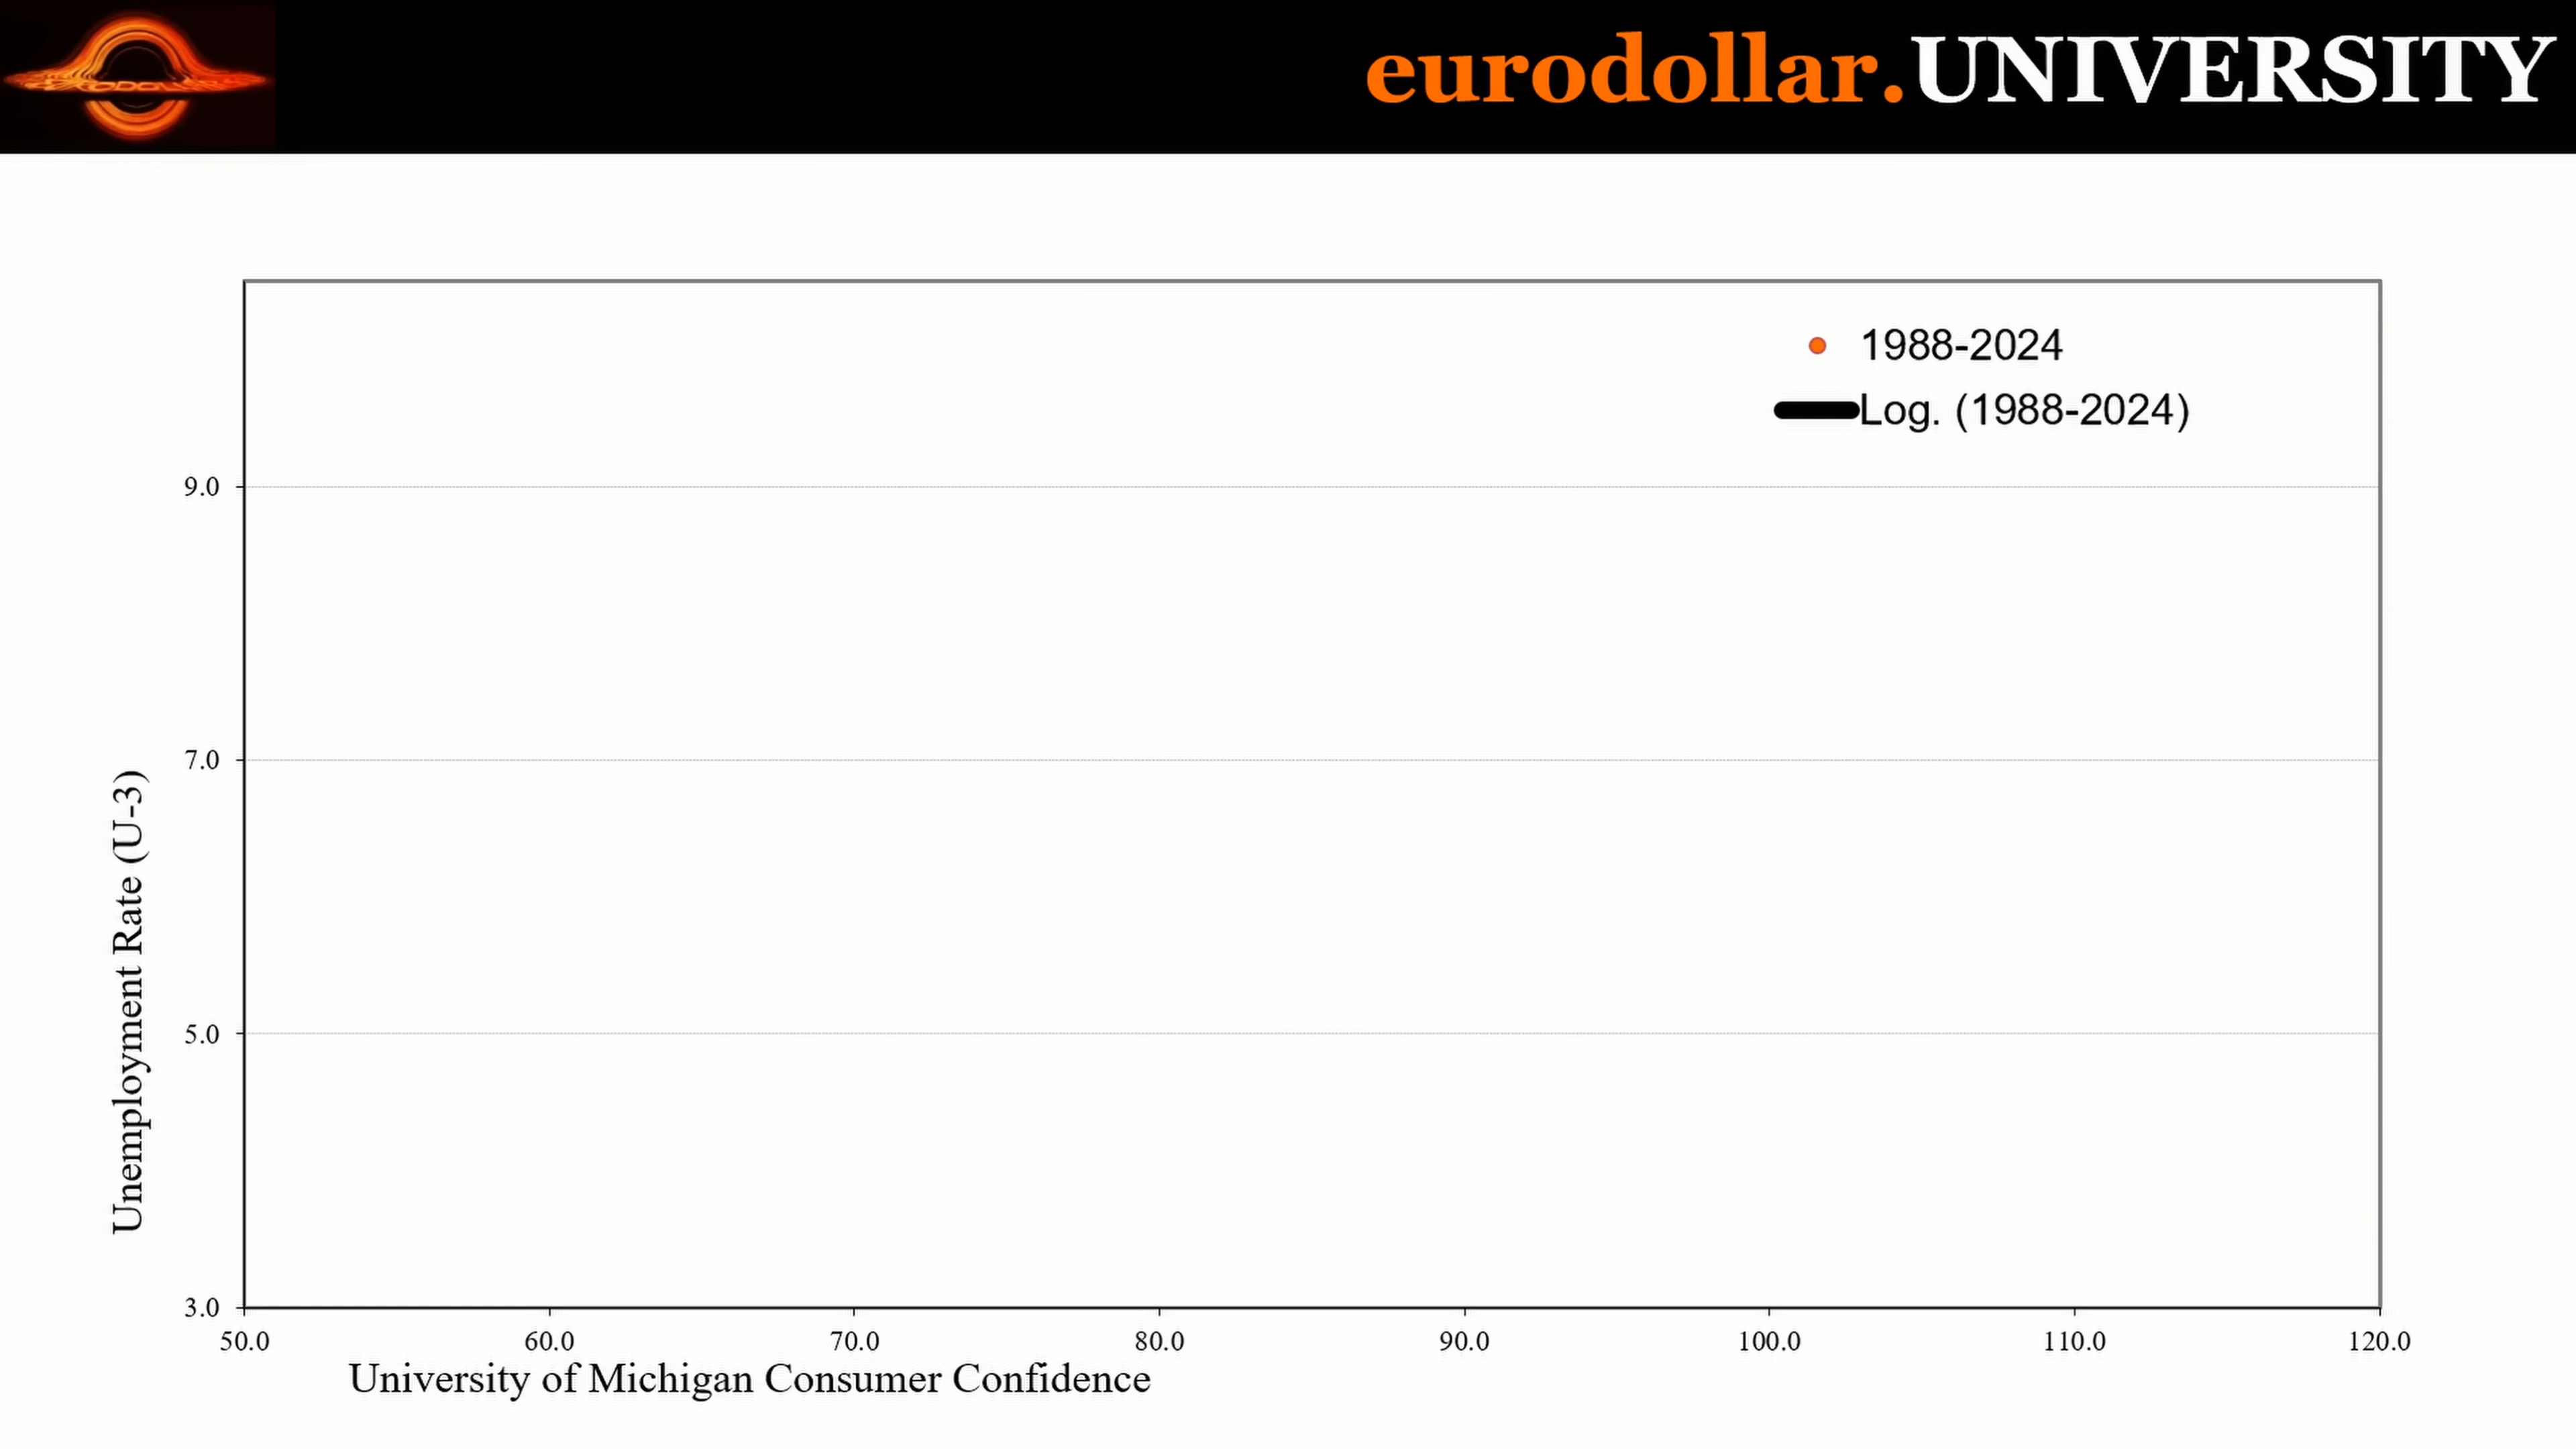 eurodollar.UNIVERSITY
1988-2024
Log. (1988-2024)
9.0
7.0
5.0
3.0
Unemployment Rate (U-3)
50.0 60.0 70.0 80.0 90.0 100.0 110.0 120.0
University of Michigan Consumer Confidence